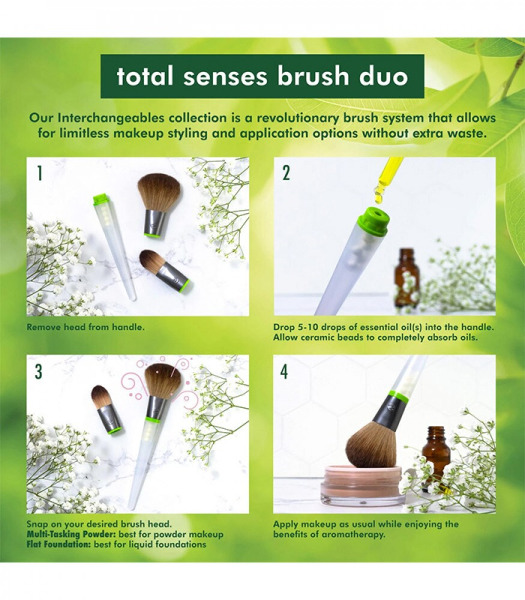 total senses brush duo
Our Interchangeables collection is a revolutionary brush system that allows
for limitless makeup styling and application options without extra waste.
1
2
Remove head from handle.
Drop 5-10 drops of essential oil(s) into the handle.
Allow ceramic beads to completely absorb oils.
3
4
Snap on your desired brush head.
Multi-Tasking Powder: best for powder makeup
Flat Foundation: best for liquid foundations
Apply makeup as usual while enjoying the
benefits of aromatherapy.